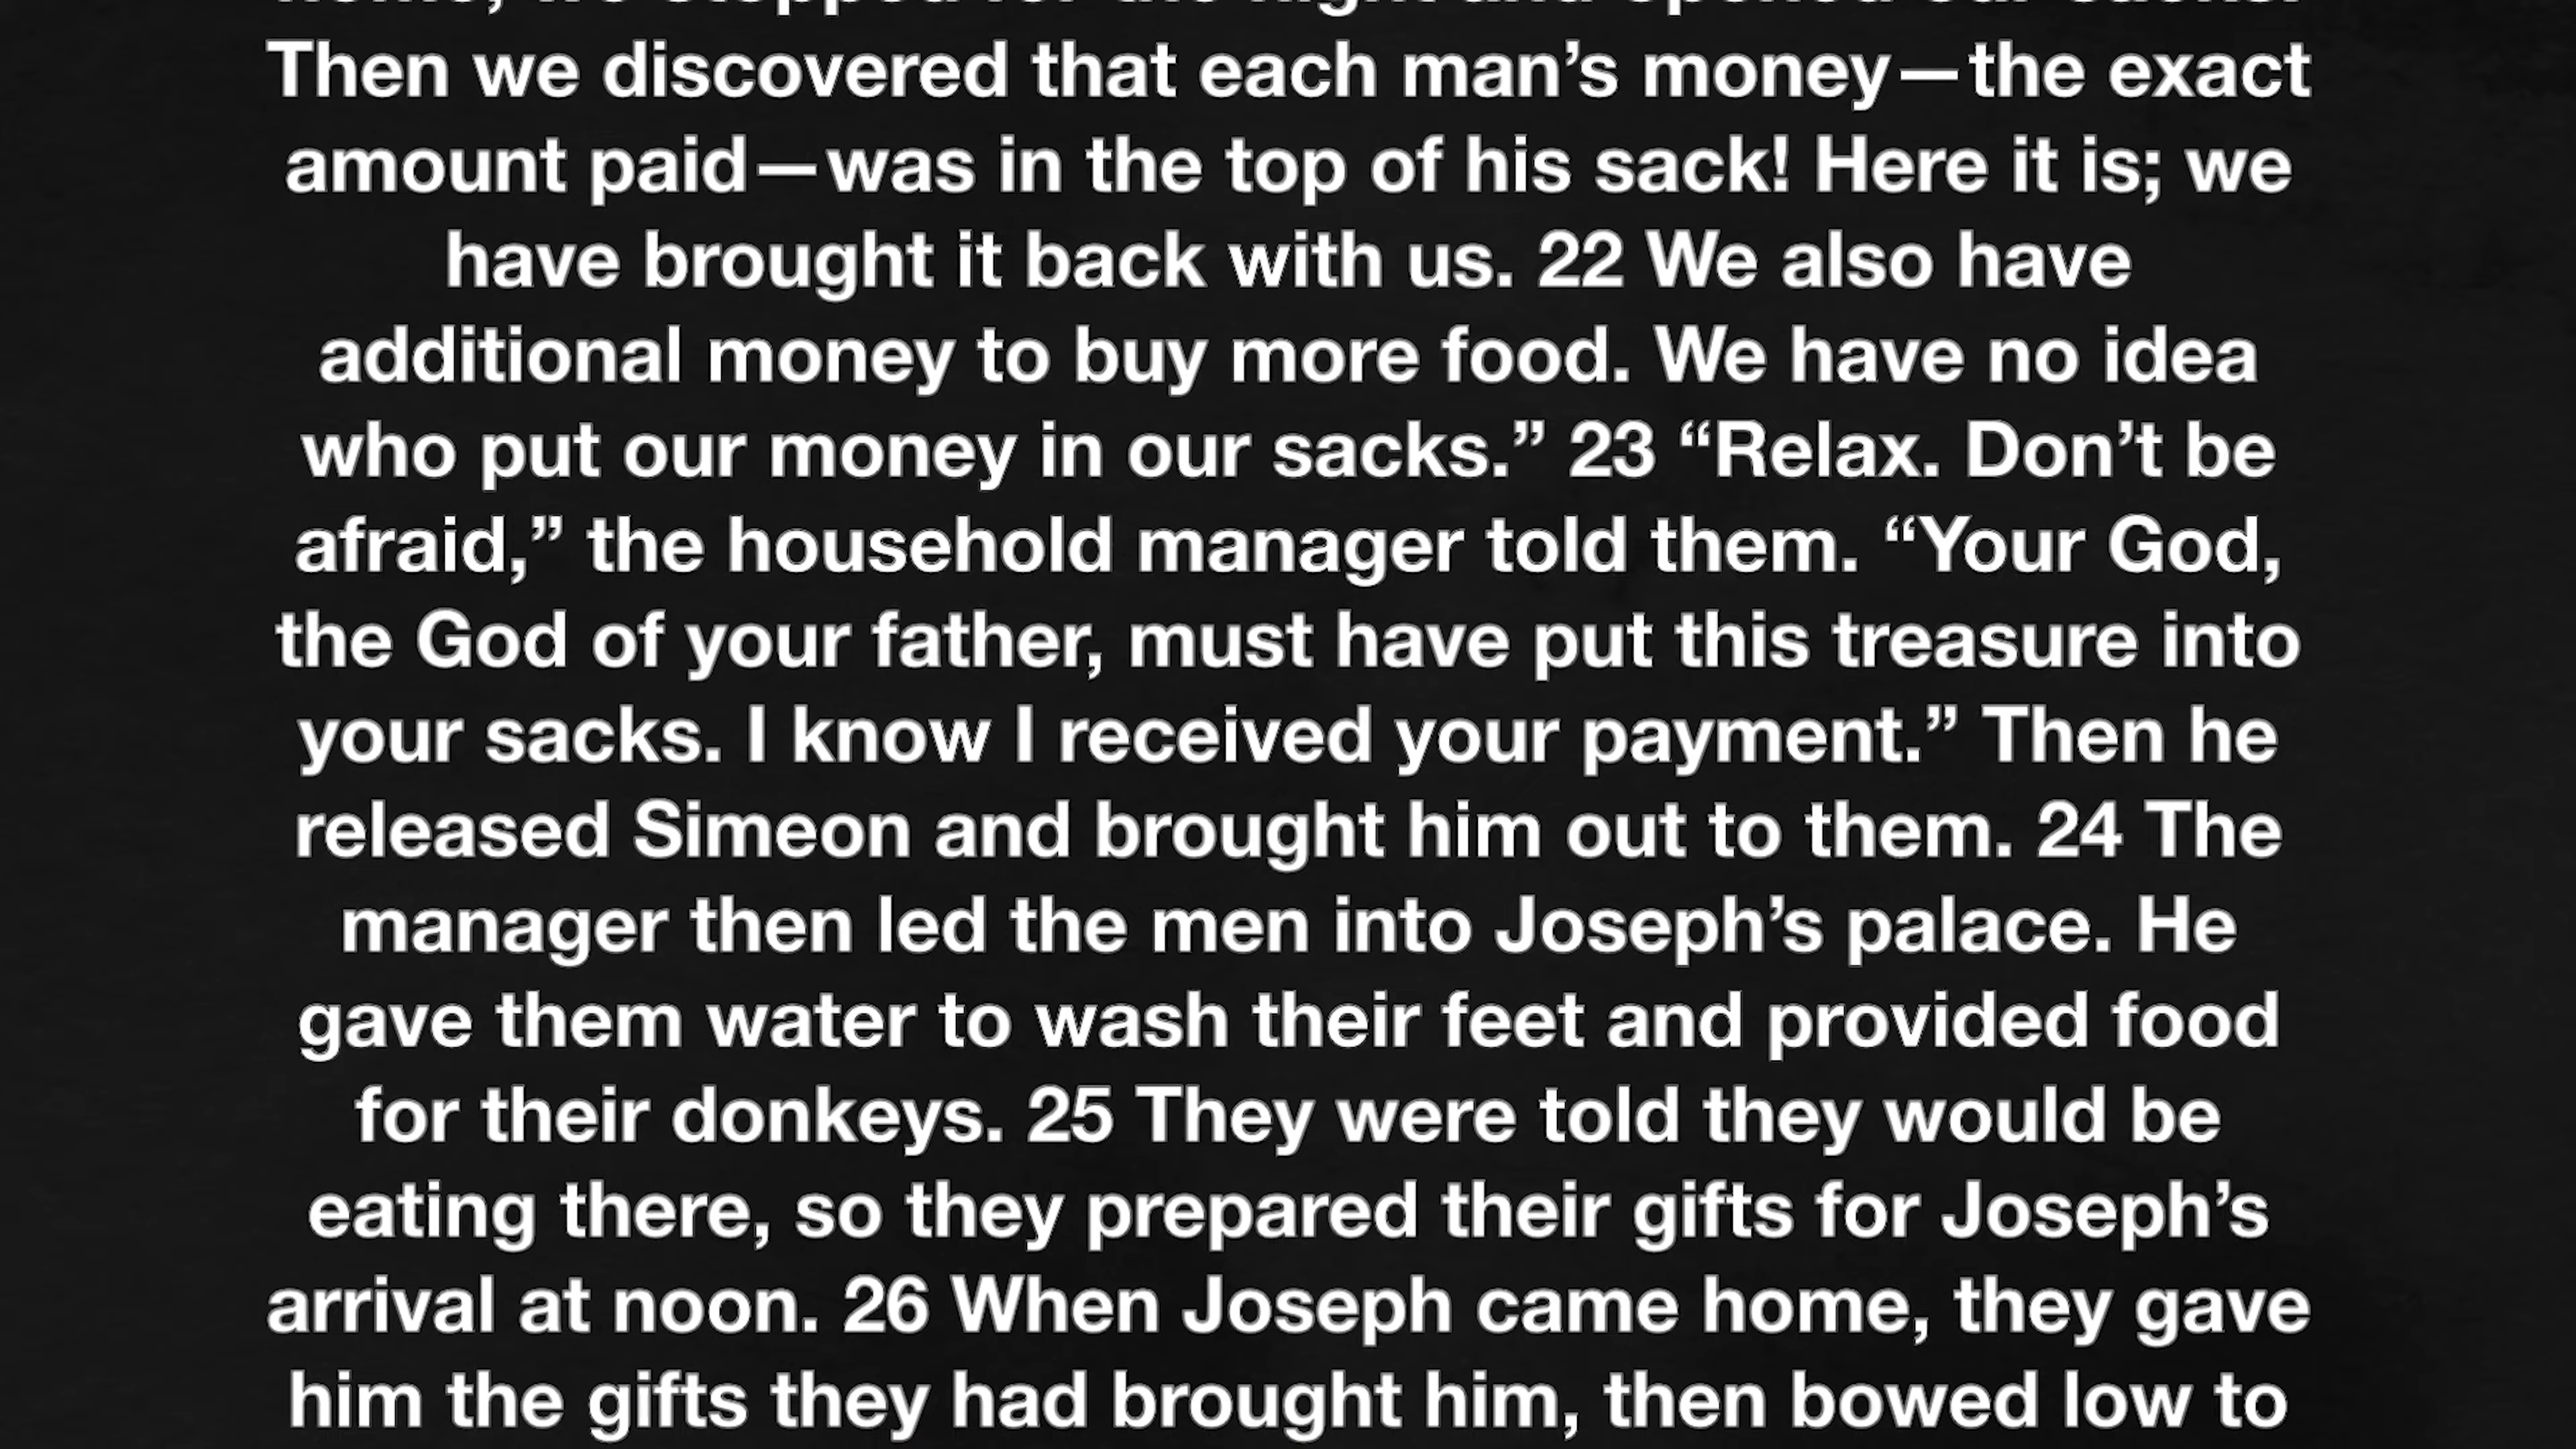 Then we discovered that each man’s money—the exact
amount paid—was in the top of his sack! Here it is; we
have brought it back with us. 22 We also have
additional money to buy more food. We have no idea
who put our money in our sacks.” 23 “Relax. Don’t be
afraid,” the household manager told them. “Your God,
the God of your father, must have put this treasure into
your sacks. I know I received your payment.” Then he
released Simeon and brought him out to them. 24 The
manager then led the men into Joseph’s palace. He
gave them water to wash their feet and provided food
for their donkeys. 25 They were told they would be
eating there, so they prepared their gifts for Joseph’s
arrival at noon. 26 When Joseph came home, they gave
him the gifts they had brought him, then bowed low to